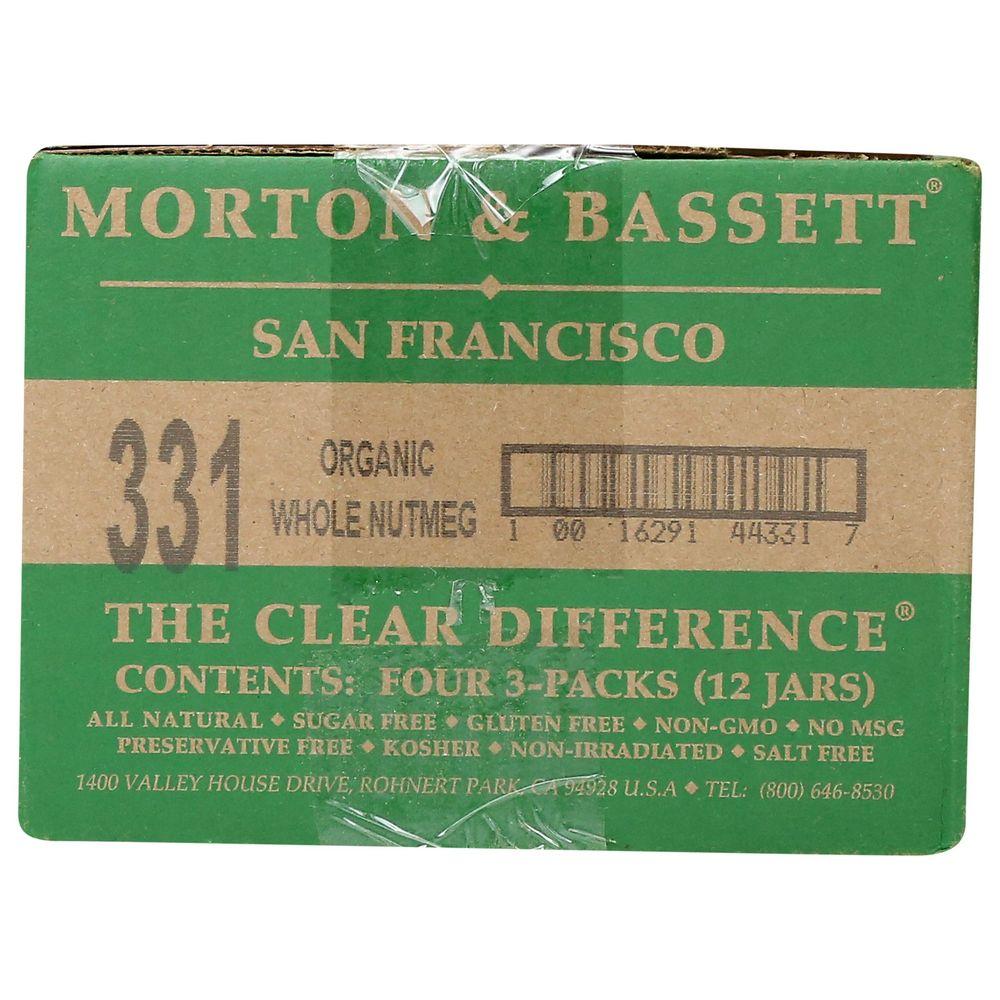 MORTON & BASSETT®
SAN FRANCISCO
331
ORGANIC
WHOLE NUTMEG
1 00 16291 44331 7
THE CLEAR DIFFERENCE®
CONTENTS: FOUR 3-PACKS (12 JARS)
ALL NATURAL ◆ SUGAR FREE ◆ GLUTEN FREE ◆ NON-GMO ◆ NO MSG
PRESERVATIVE FREE ◆ KOSHER ◆ NON-IRRADIATED ◆ SALT FREE
1400 VALLEY HOUSE DRIVE, ROHNERT PARK, CA 94928 U.S.A ◆ TEL: (800) 646-8530